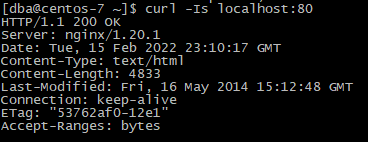 [dba@centos-7 ~]$ curl -Is localhost:80
HTTP/1.1 200 OK
Server: nginx/1.20.1
Date: Tue, 15 Feb 2022 23:10:17 GMT
Content-Type: text/html
Content-Length: 4833
Last-Modified: Fri, 16 May 2014 15:12:48 GMT
Connection: keep-alive
ETag: "53762af0-12e1"
Accept-Ranges: bytes